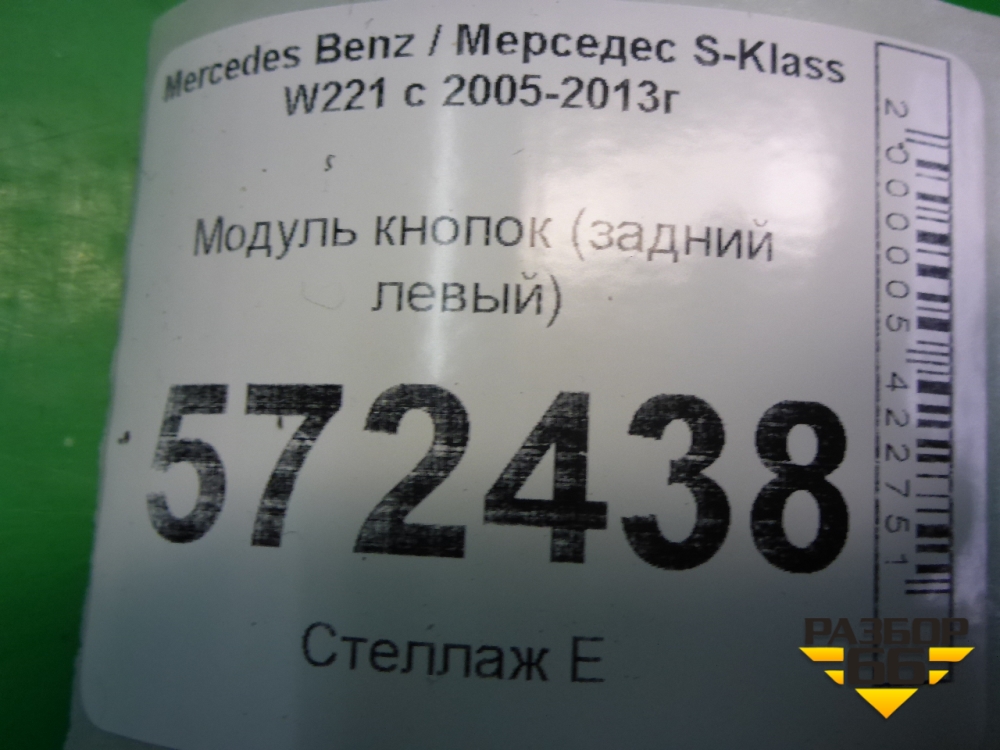 Mercedes Benz / Мерседес S-Klass
W221 с 2005-2013г
Модуль кнопок (задний
левый)
572438
Стеллаж Е
2000005422751
РАЗБОР
66